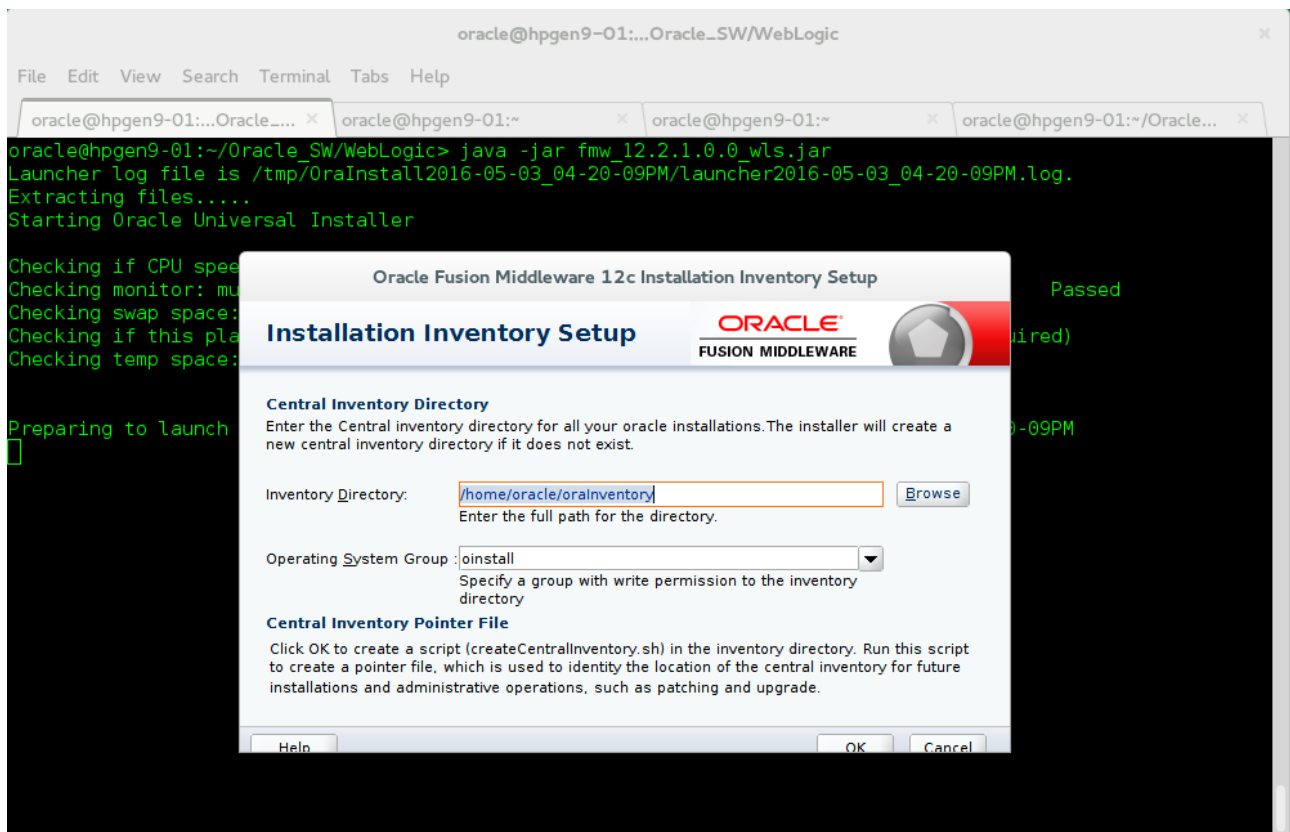 oracle@hpgen9-01:...Oracle_SW/WebLogic ×
File Edit View Search Terminal Tabs Help
oracle@hpgen9-01:...Oracle_... × oracle@hpgen9-01:~ × oracle@hpgen9-01:~ × oracle@hpgen9-01:~/Oracle... ×
oracle@hpgen9-01:~/Oracle_SW/WebLogic> java -jar fmw_12.2.1.0.0_wls.jar
Launcher log file is /tmp/OraInstall2016-05-03_04-20-09PM/launcher2016-05-03_04-20-09PM.log.
Extracting files.....
Starting Oracle Universal Installer
Checking if CPU spee
Checking monitor: mu Passed
Checking swap space:
Checking if this pla uired)
Checking temp space:
Preparing to launch 0-09PM
Oracle Fusion Middleware 12c Installation Inventory Setup
Installation Inventory Setup
ORACLE
FUSION MIDDLEWARE
Central Inventory Directory
Enter the Central inventory directory for all your oracle installations.The installer will create a
new central inventory directory if it does not exist.
Inventory Directory: /home/oracle/oraInventory Browse
Enter the full path for the directory.
Operating System Group : oinstall
Specify a group with write permission to the inventory
directory
Central Inventory Pointer File
Click OK to create a script (createCentralInventory.sh) in the inventory directory. Run this script
to create a pointer file, which is used to identity the location of the central inventory for future
installations and administrative operations, such as patching and upgrade.
Help OK Cancel